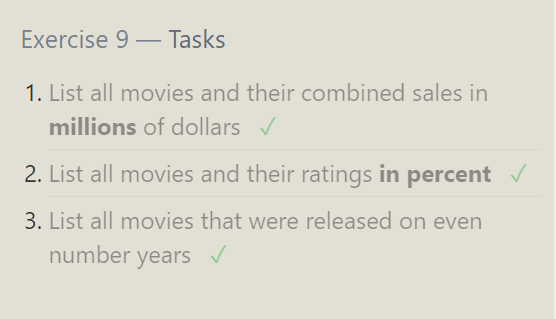 Exercise 9 — Tasks
1. List all movies and their combined sales in
millions of dollars ✓
2. List all movies and their ratings in percent ✓
3. List all movies that were released on even
number years ✓